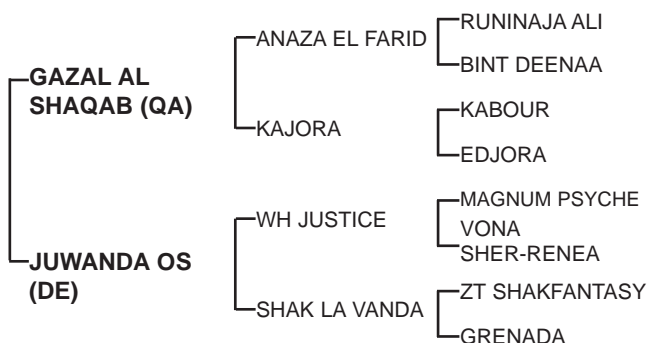 GAZAL AL
SHAQAB (QA)
JUWANDA OS
(DE)
ANAZA EL FARID
KAJORA
WH JUSTICE
SHAK LA VANDA
RUNINAJA ALI
BINT DEENAA
KABOUR
EDJORA
MAGNUM PSYCHE
VONA
SHER-RENEA
ZT SHAKFANTASY
GRENADA